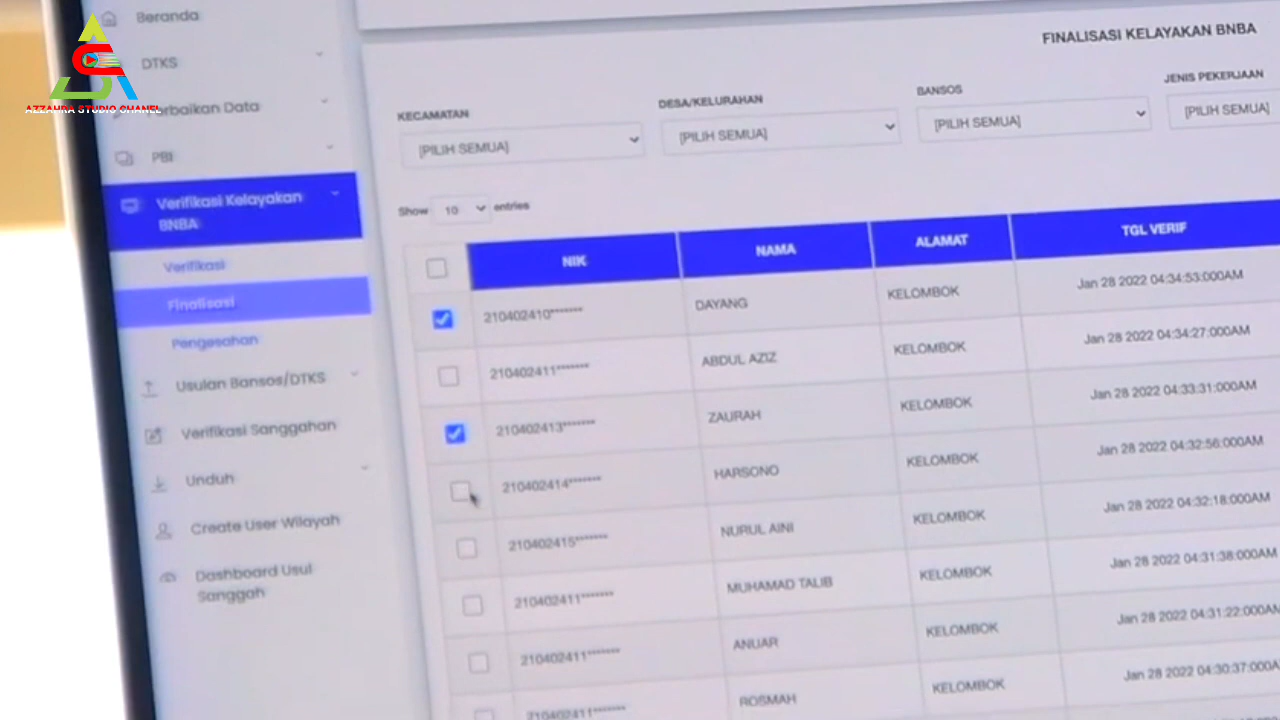 Beranda
DTKS
AZZAHRA STUDIO CHANEL
erbaikan Data
PBI
Verifikasi Kelayakan
BNBA
Verifikasi
Finalisasi
Pengesahan
Usulan Bansos/DTKS
Verifikasi Sanggahan
Unduh
Create User Wilayah
Dashboard Usul
Sanggah
FINALISASI KELAYAKAN BNBA
KECAMATAN DESA/KELURAHAN BANSOS JENIS PEKERJAAN
[PILIH SEMUA] [PILIH SEMUA] [PILIH SEMUA] [PILIH SEMUA]
Show 10 entries
NIK NAMA ALAMAT TGL VERIF
210402410******* DAYANG KELOMBOK Jan 28 2022 04:34:53:000AM
210402411******* ABDUL AZIZ KELOMBOK Jan 28 2022 04:34:27:000AM
210402413******* ZAURAH KELOMBOK Jan 28 2022 04:33:31:000AM
210402414******* HARSONO KELOMBOK Jan 28 2022 04:32:56:000AM
210402415******* NURUL AINI KELOMBOK Jan 28 2022 04:32:18:000AM
210402411******* MUHAMAD TALIB KELOMBOK Jan 28 2022 04:31:38:000AM
210402411******* ANUAR KELOMBOK Jan 28 2022 04:31:22:000AM
210402411******* ROSMAH KELOMBOK Jan 28 2022 04:30:37:000A